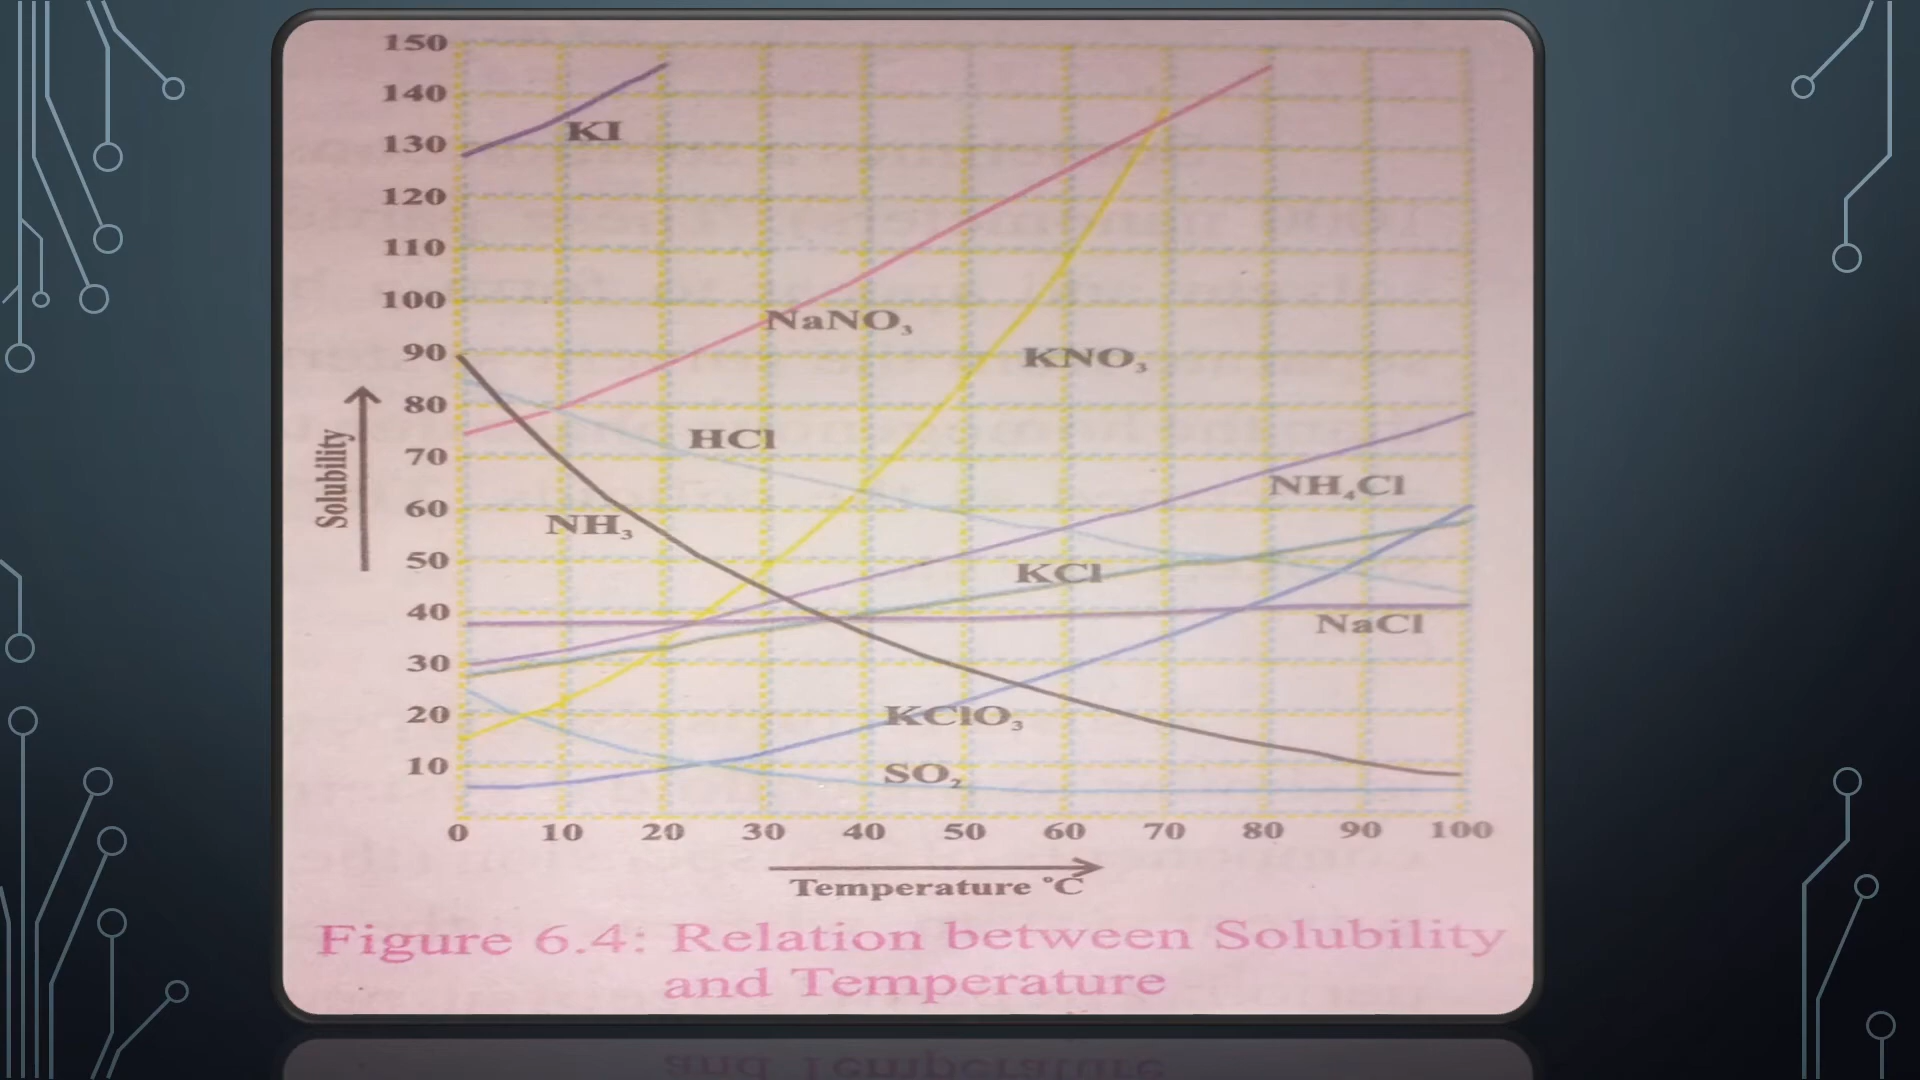 150
140
130
120
110
100
90
80
70
60
50
40
30
20
10
Solubility
KI
NaNO₃
KNO₃
HCl
NH₄Cl
NH₃
KCl
NaCl
KClO₃
SO₂
0 10 20 30 40 50 60 70 80 90 100
Temperature °C
Figure 6.4: Relation between Solubility
and Temperature